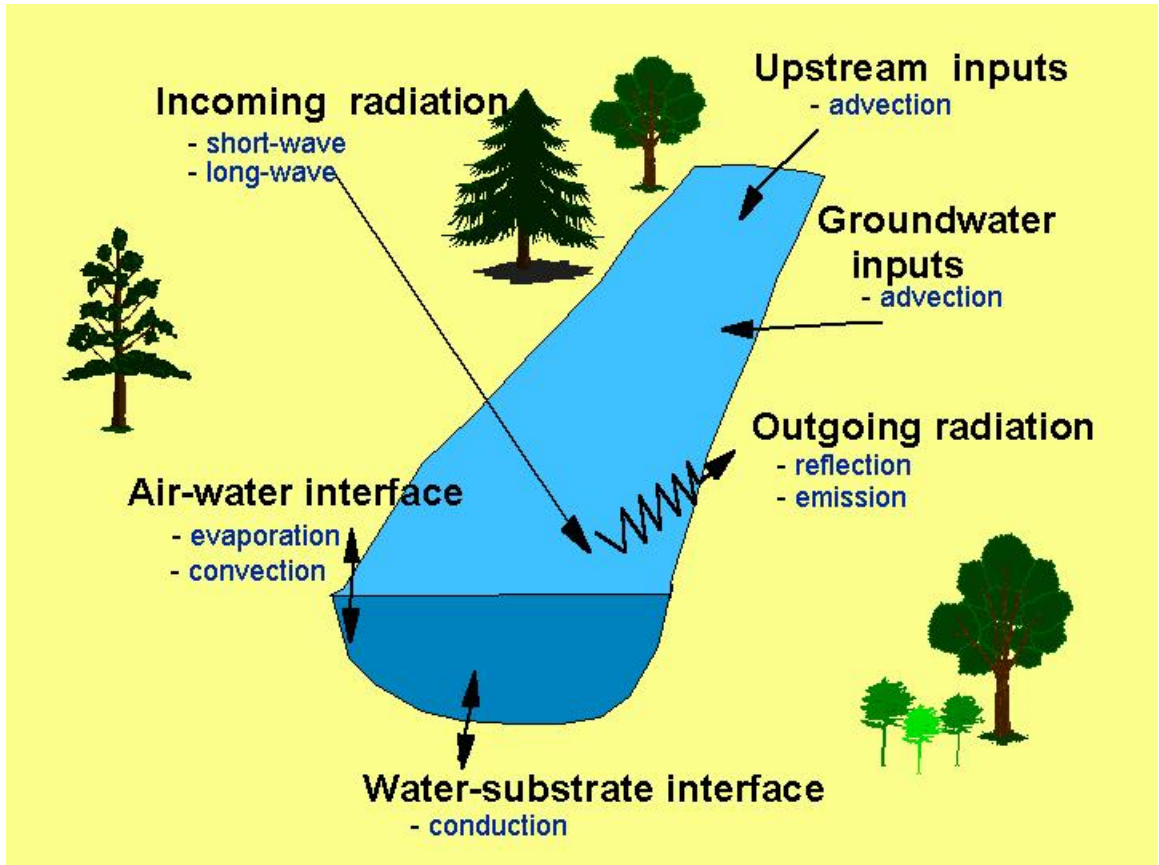 Upstream inputs
- advection
Incoming radiation
- short-wave
- long-wave
Groundwater
inputs
- advection
Outgoing radiation
- reflection
- emission
Air-water interface
- evaporation
- convection
Water-substrate interface
- conduction